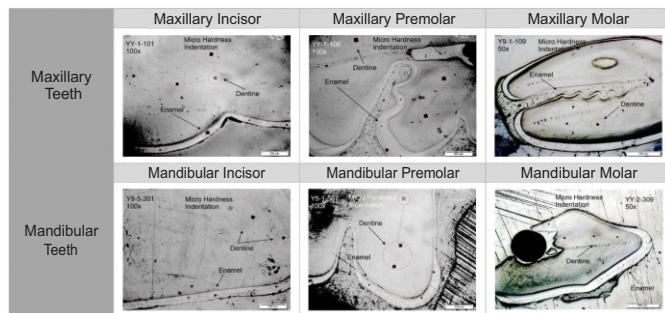 Maxillary Incisor
Maxillary Premolar
Maxillary Molar
Maxillary
Teeth
YY-1-101
100x
Micro Hardness
Indentation
Dentine
Enamel
100x
Micro Hardness
Indentation
Dentine
Enamel
Y9-1-109
50x
Micro Hardness
Indentation
Enamel
Dentine
Mandibular Incisor
Mandibular Premolar
Mandibular Molar
Mandibular
Teeth
Y8-5-301
100x
Micro Hardness
Indentation
Dentine
Enamel
100x
Micro Hardness
Indentation
Dentine
Enamel
Micro Hardness
Indentation
YY-2-309
50x
Dentine
Enamel